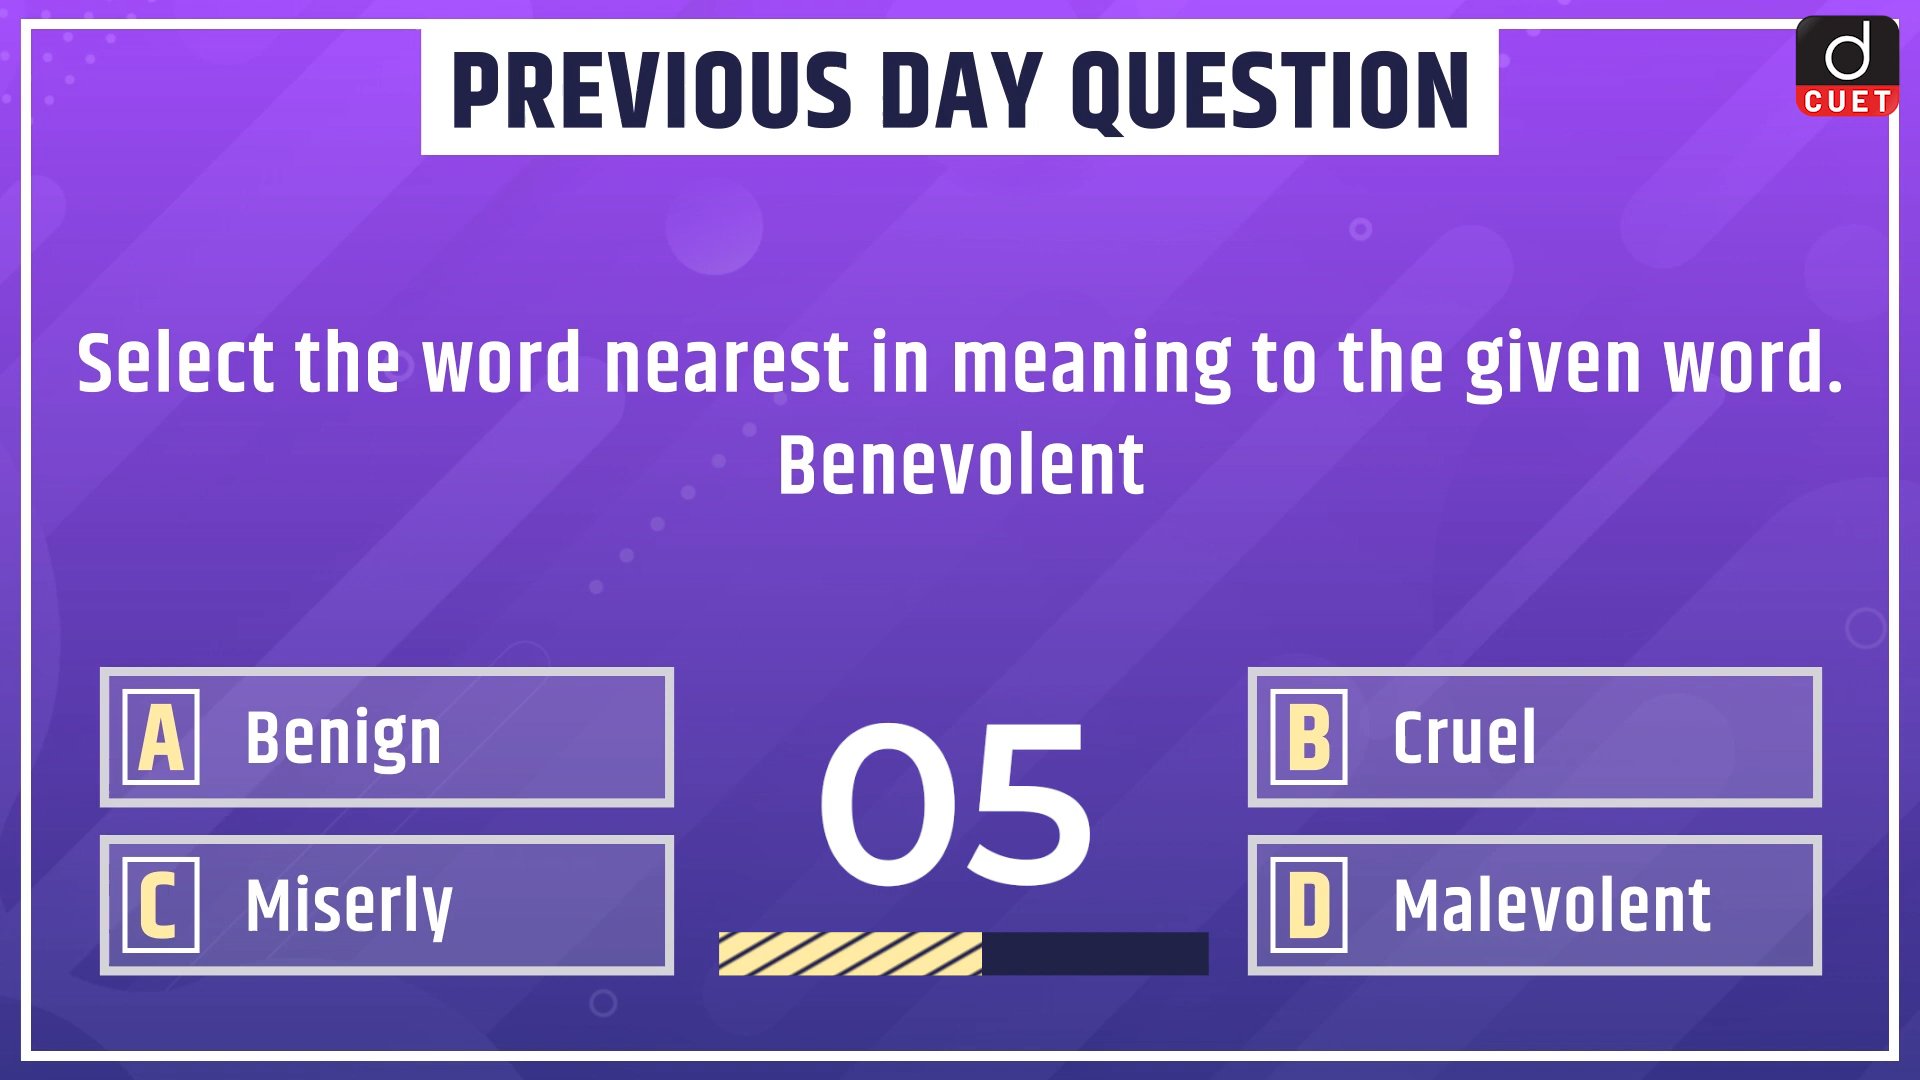 PREVIOUS DAY QUESTION
d
CUET
Select the word nearest in meaning to the given word.
Benevolent
A Benign
B Cruel
05
C Miserly
D Malevolent